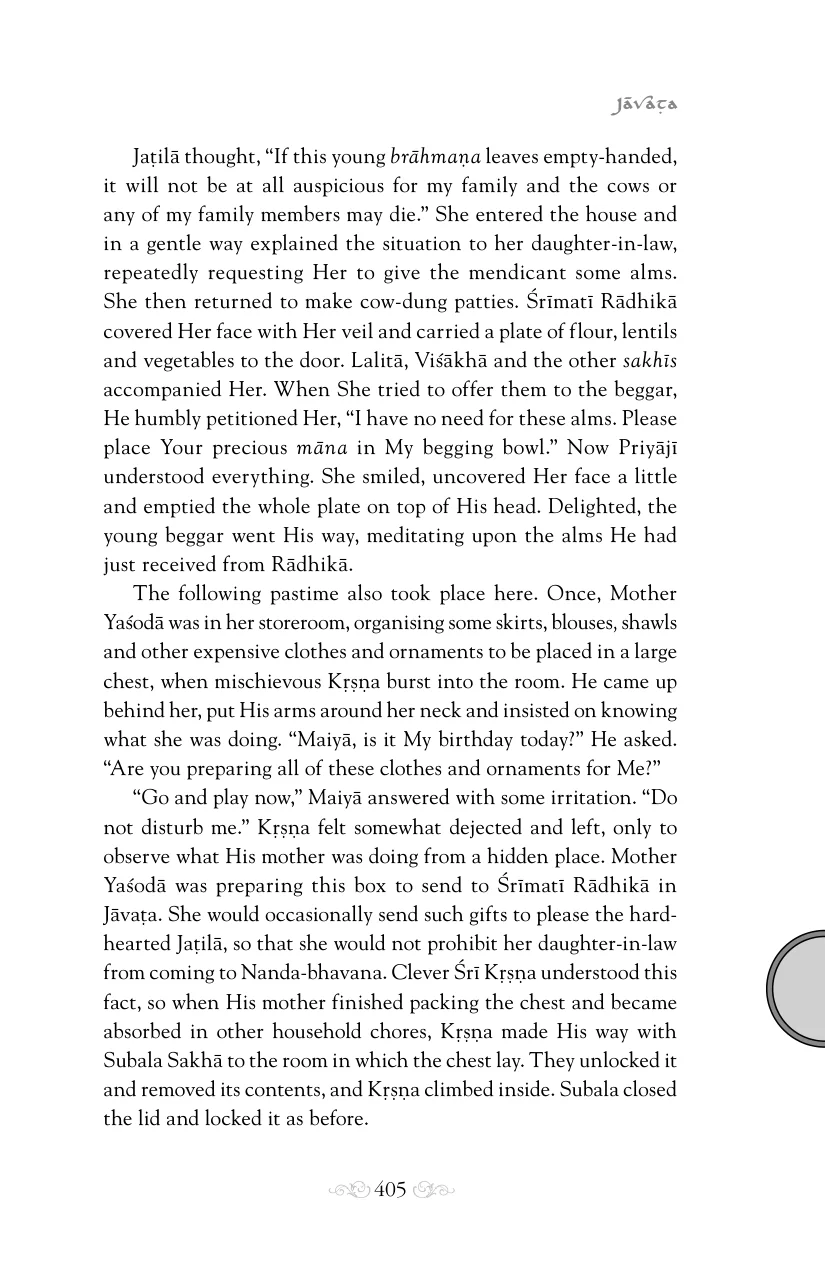 Jāvaṭa
Jaṭilā thought, “If this young brāhmaṇa leaves empty-handed,
it will not be at all auspicious for my family and the cows or
any of my family members may die.” She entered the house and
in a gentle way explained the situation to her daughter-in-law,
repeatedly requesting Her to give the mendicant some alms.
She then returned to make cow-dung patties. Śrīmatī Rādhikā
covered Her face with Her veil and carried a plate of flour, lentils
and vegetables to the door. Lalitā, Viśākhā and the other sakhīs
accompanied Her. When She tried to offer them to the beggar,
He humbly petitioned Her, “I have no need for these alms. Please
place Your precious māna in My begging bowl.” Now Priyājī
understood everything. She smiled, uncovered Her face a little
and emptied the whole plate on top of His head. Delighted, the
young beggar went His way, meditating upon the alms He had
just received from Rādhikā.
The following pastime also took place here. Once, Mother
Yaśodā was in her storeroom, organising some skirts, blouses, shawls
and other expensive clothes and ornaments to be placed in a large
chest, when mischievous Kṛṣṇa burst into the room. He came up
behind her, put His arms around her neck and insisted on knowing
what she was doing. “Maiyā, is it My birthday today?” He asked.
“Are you preparing all of these clothes and ornaments for Me?”
“Go and play now,” Maiyā answered with some irritation. “Do
not disturb me.” Kṛṣṇa felt somewhat dejected and left, only to
observe what His mother was doing from a hidden place. Mother
Yaśodā was preparing this box to send to Śrīmatī Rādhikā in
Jāvaṭa. She would occasionally send such gifts to please the hard-
hearted Jaṭilā, so that she would not prohibit her daughter-in-law
from coming to Nanda-bhavana. Clever Śrī Kṛṣṇa understood this
fact, so when His mother finished packing the chest and became
absorbed in other household chores, Kṛṣṇa made His way with
Subala Sakhā to the room in which the chest lay. They unlocked it
and removed its contents, and Kṛṣṇa climbed inside. Subala closed
the lid and locked it as before.
405